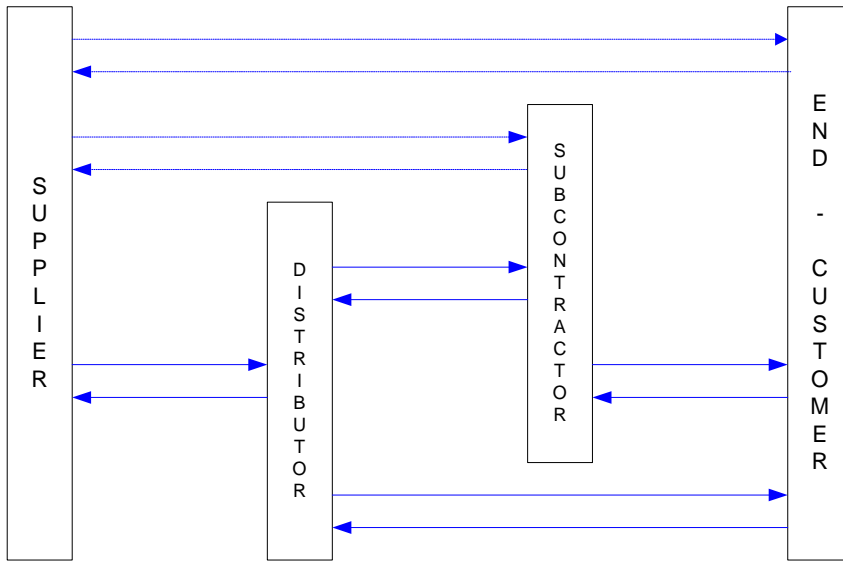 SUPPLIER
DISTRIBUTOR
SUBCONTRACTOR
END - CUSTOMER